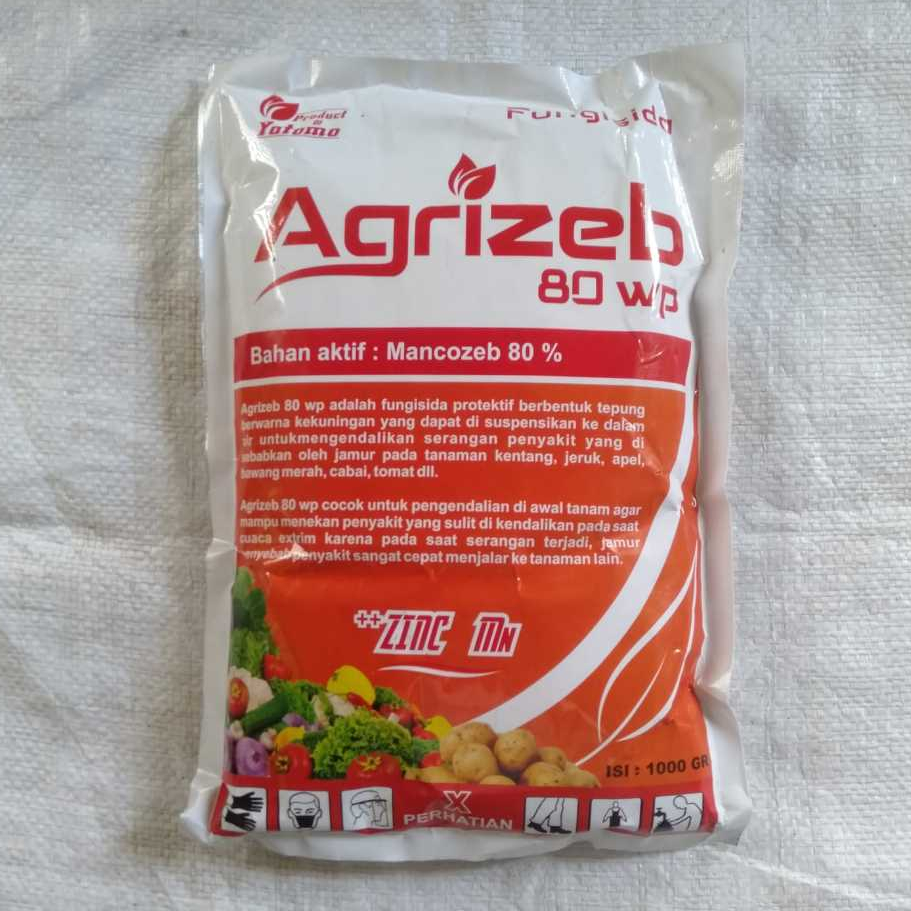 Product
Yotama
Fungisida
Agrizeb
80 wp
Bahan aktif : Mancozeb 80 %
Agrizeb 80 wp adalah fungisida protektif berbentuk tepung
berwarna kekuningan yang dapat di suspensikan ke dalam
air untukmengendalikan serangan penyakit yang di
sebabkan oleh jamur pada tanaman kentang, jeruk, apel,
bawang merah, cabai, tomat dll.
Agrizeb 80 wp cocok untuk pengendalian di awal tanam agar
mampu menekan penyakit yang sulit di kendalikan pada saat
cuaca extrim karena pada saat serangan terjadi, jamur
penyebab penyakit sangat cepat menjalar ke tanaman lain.
++ZINC Mn
ISI : 1000 GR
X
PERHATIAN